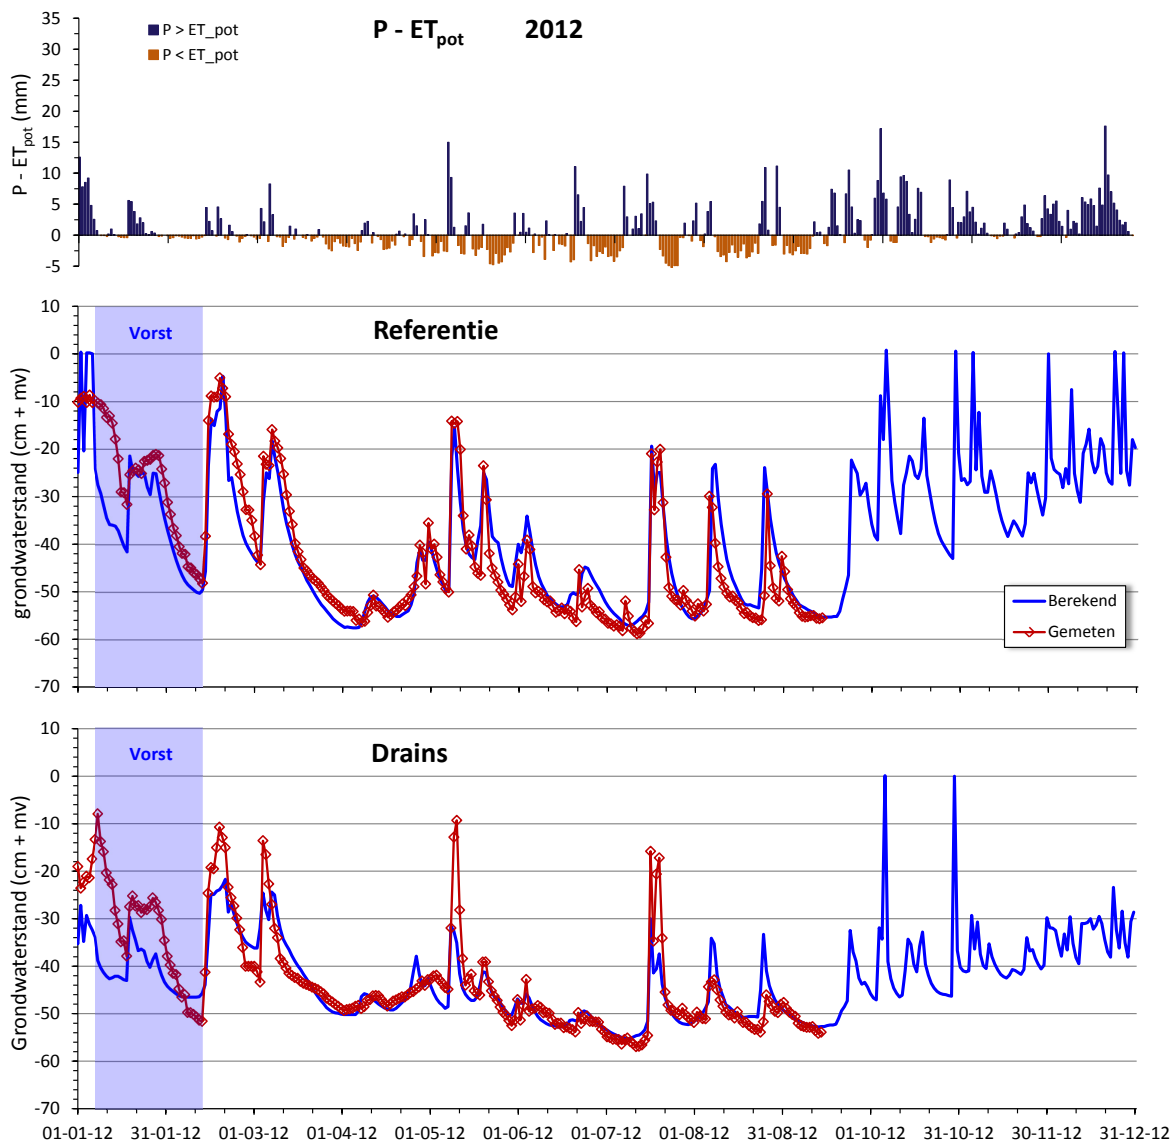 P - ET_pot 2012
P > ET_pot
P < ET_pot
P - ET_pot (mm)
35
30
25
20
15
10
5
0
-5
Referentie
Vorst
grondwaterstand (cm + mv)
10
0
-10
-20
-30
-40
-50
-60
-70
Berekend
Gemeten
Drains
Vorst
Grondwaterstand (cm + mv)
10
0
-10
-20
-30
-40
-50
-60
-70
01-01-12 31-01-12 01-03-12 01-04-12 01-05-12 01-06-12 01-07-12 01-08-12 31-08-12 01-10-12 31-10-12 30-11-12 31-12-12